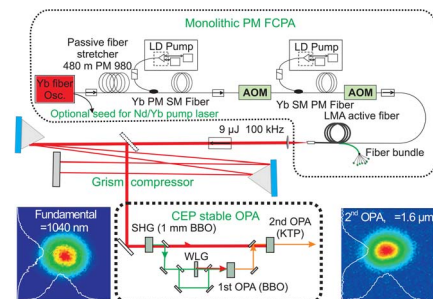 Monolithic PM FCPA
Passive fiber
stretcher
480 m PM 980
LD Pump
LD Pump
Yb fiber
Osc.
Yb PM SM Fiber
AOM
Yb SM PM Fiber
AOM
Optional seed for Nd/Yb pump laser
LMA active fiber
9 µJ 100 kHz
Fiber bundle
Grism compressor
CEP stable OPA
Fundamental
=1040 nm
SHG (1 mm BBO)
2nd OPA
(KTP)
WLG
1st OPA (BBO)
2nd OPA, =1.6 µm